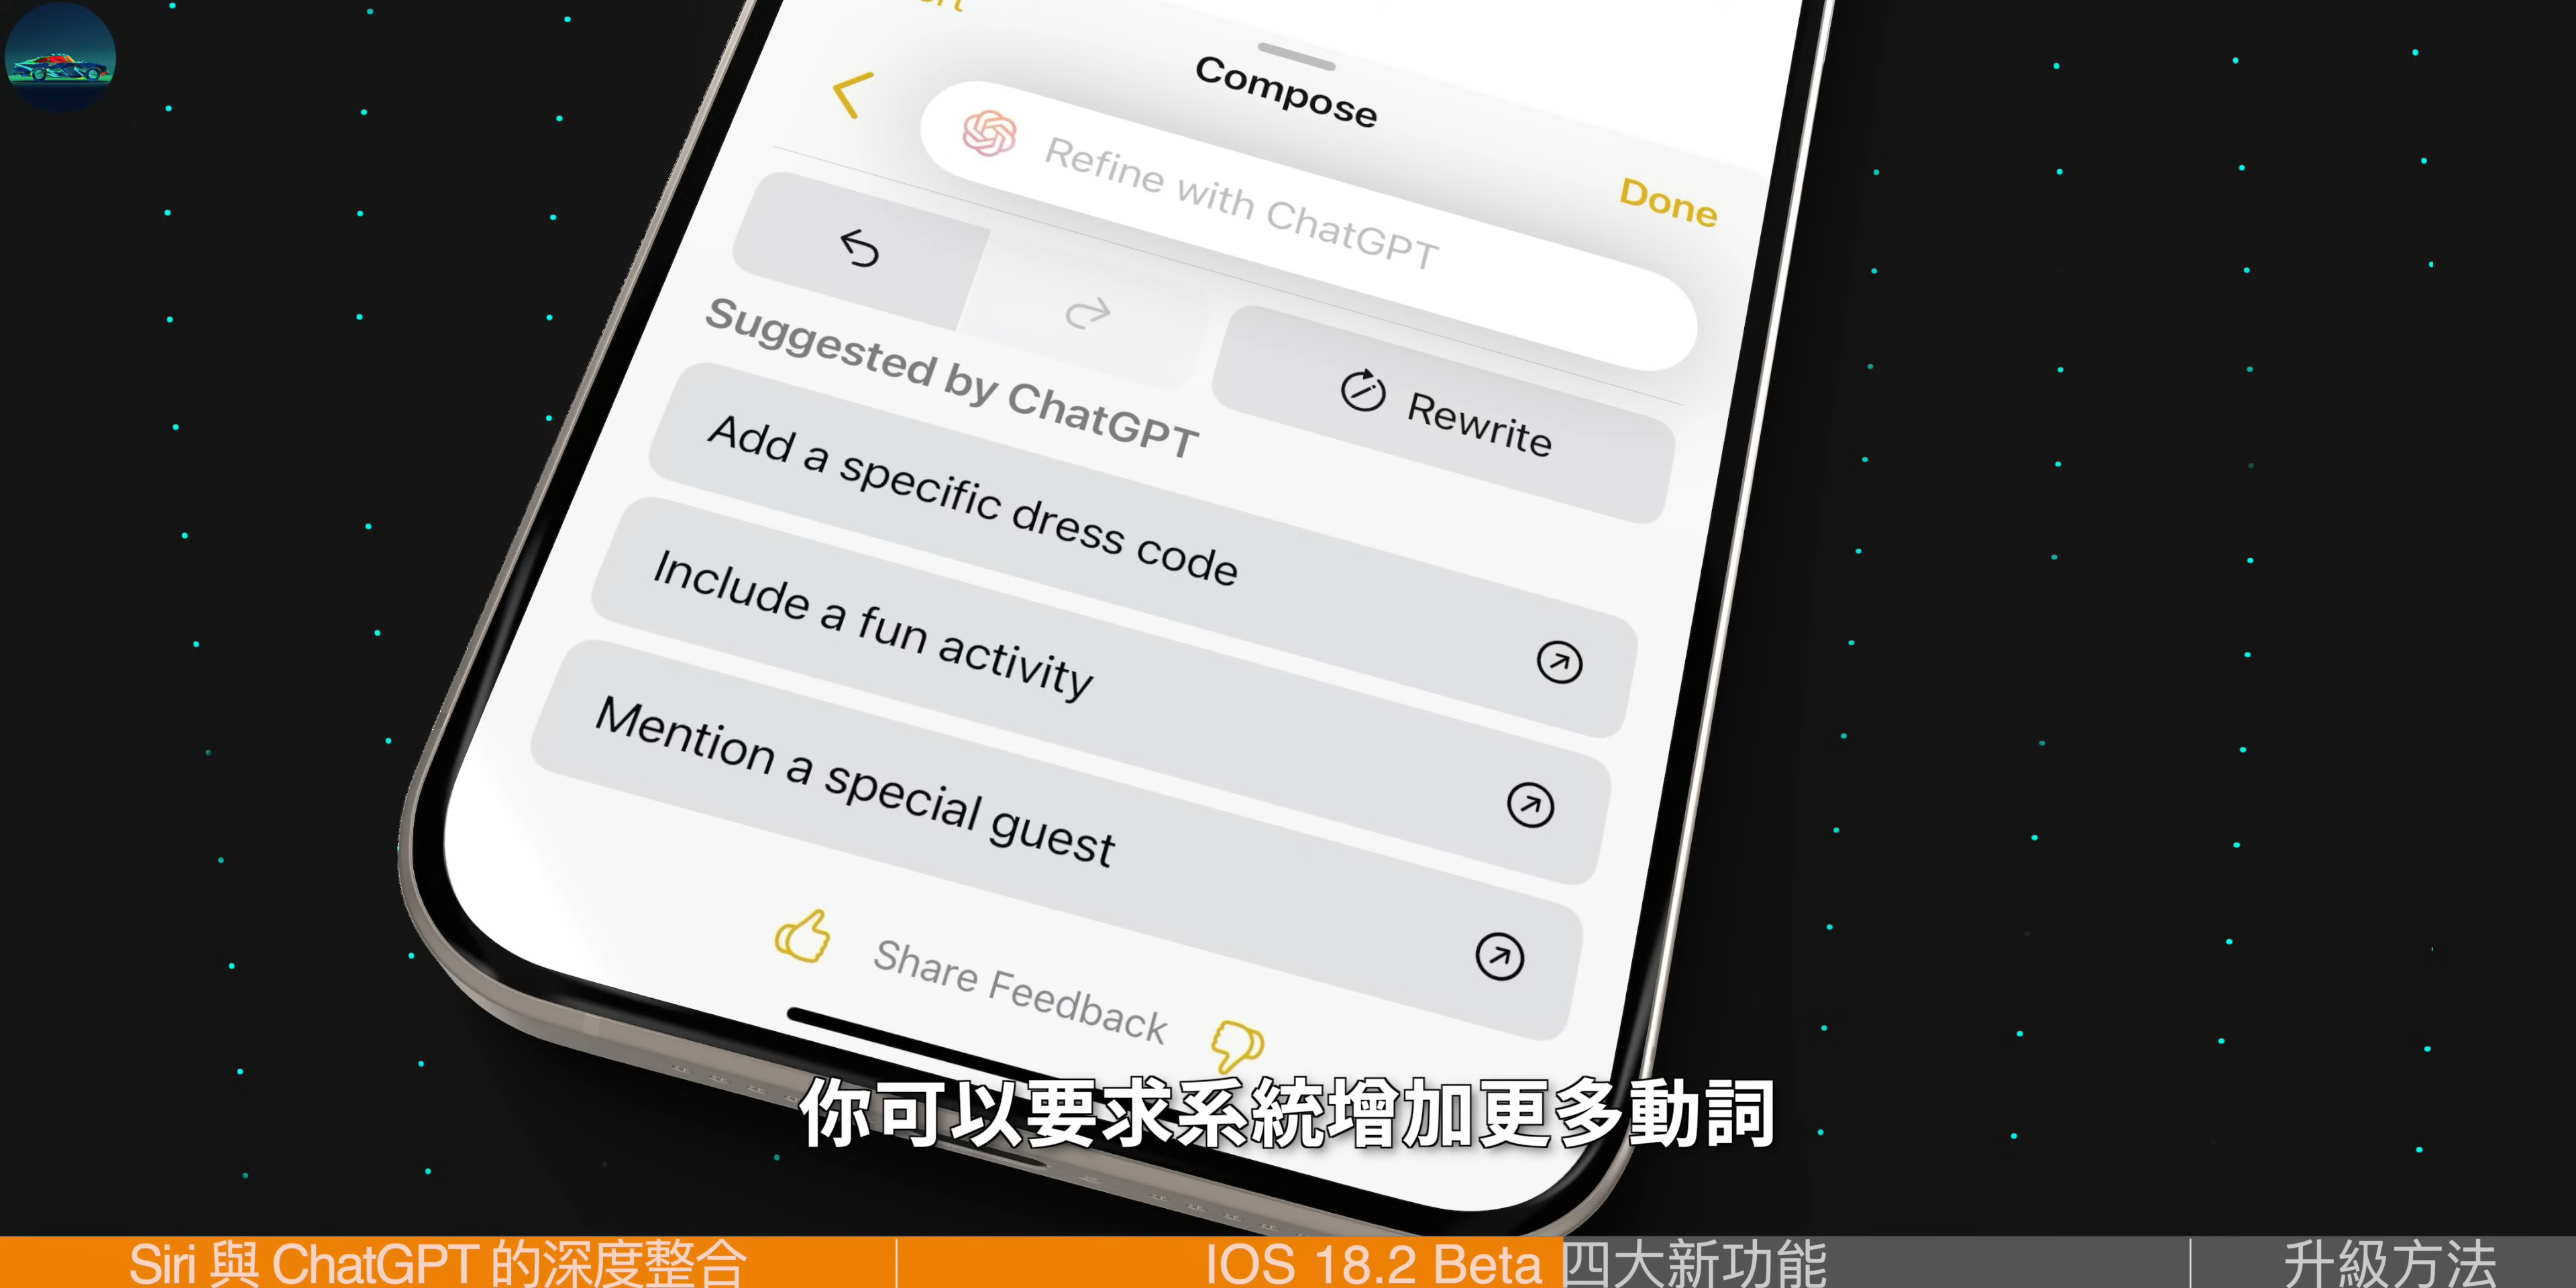 Compose
Refine with ChatGPT
Done
Rewrite
Suggested by ChatGPT
Add a specific dress code
Include a fun activity
Mention a special guest
Share Feedback
你可以要求系統增加更多動詞
Siri 與 ChatGPT 的深度整合
IOS 18.2 Beta 四大新功能
升級方法